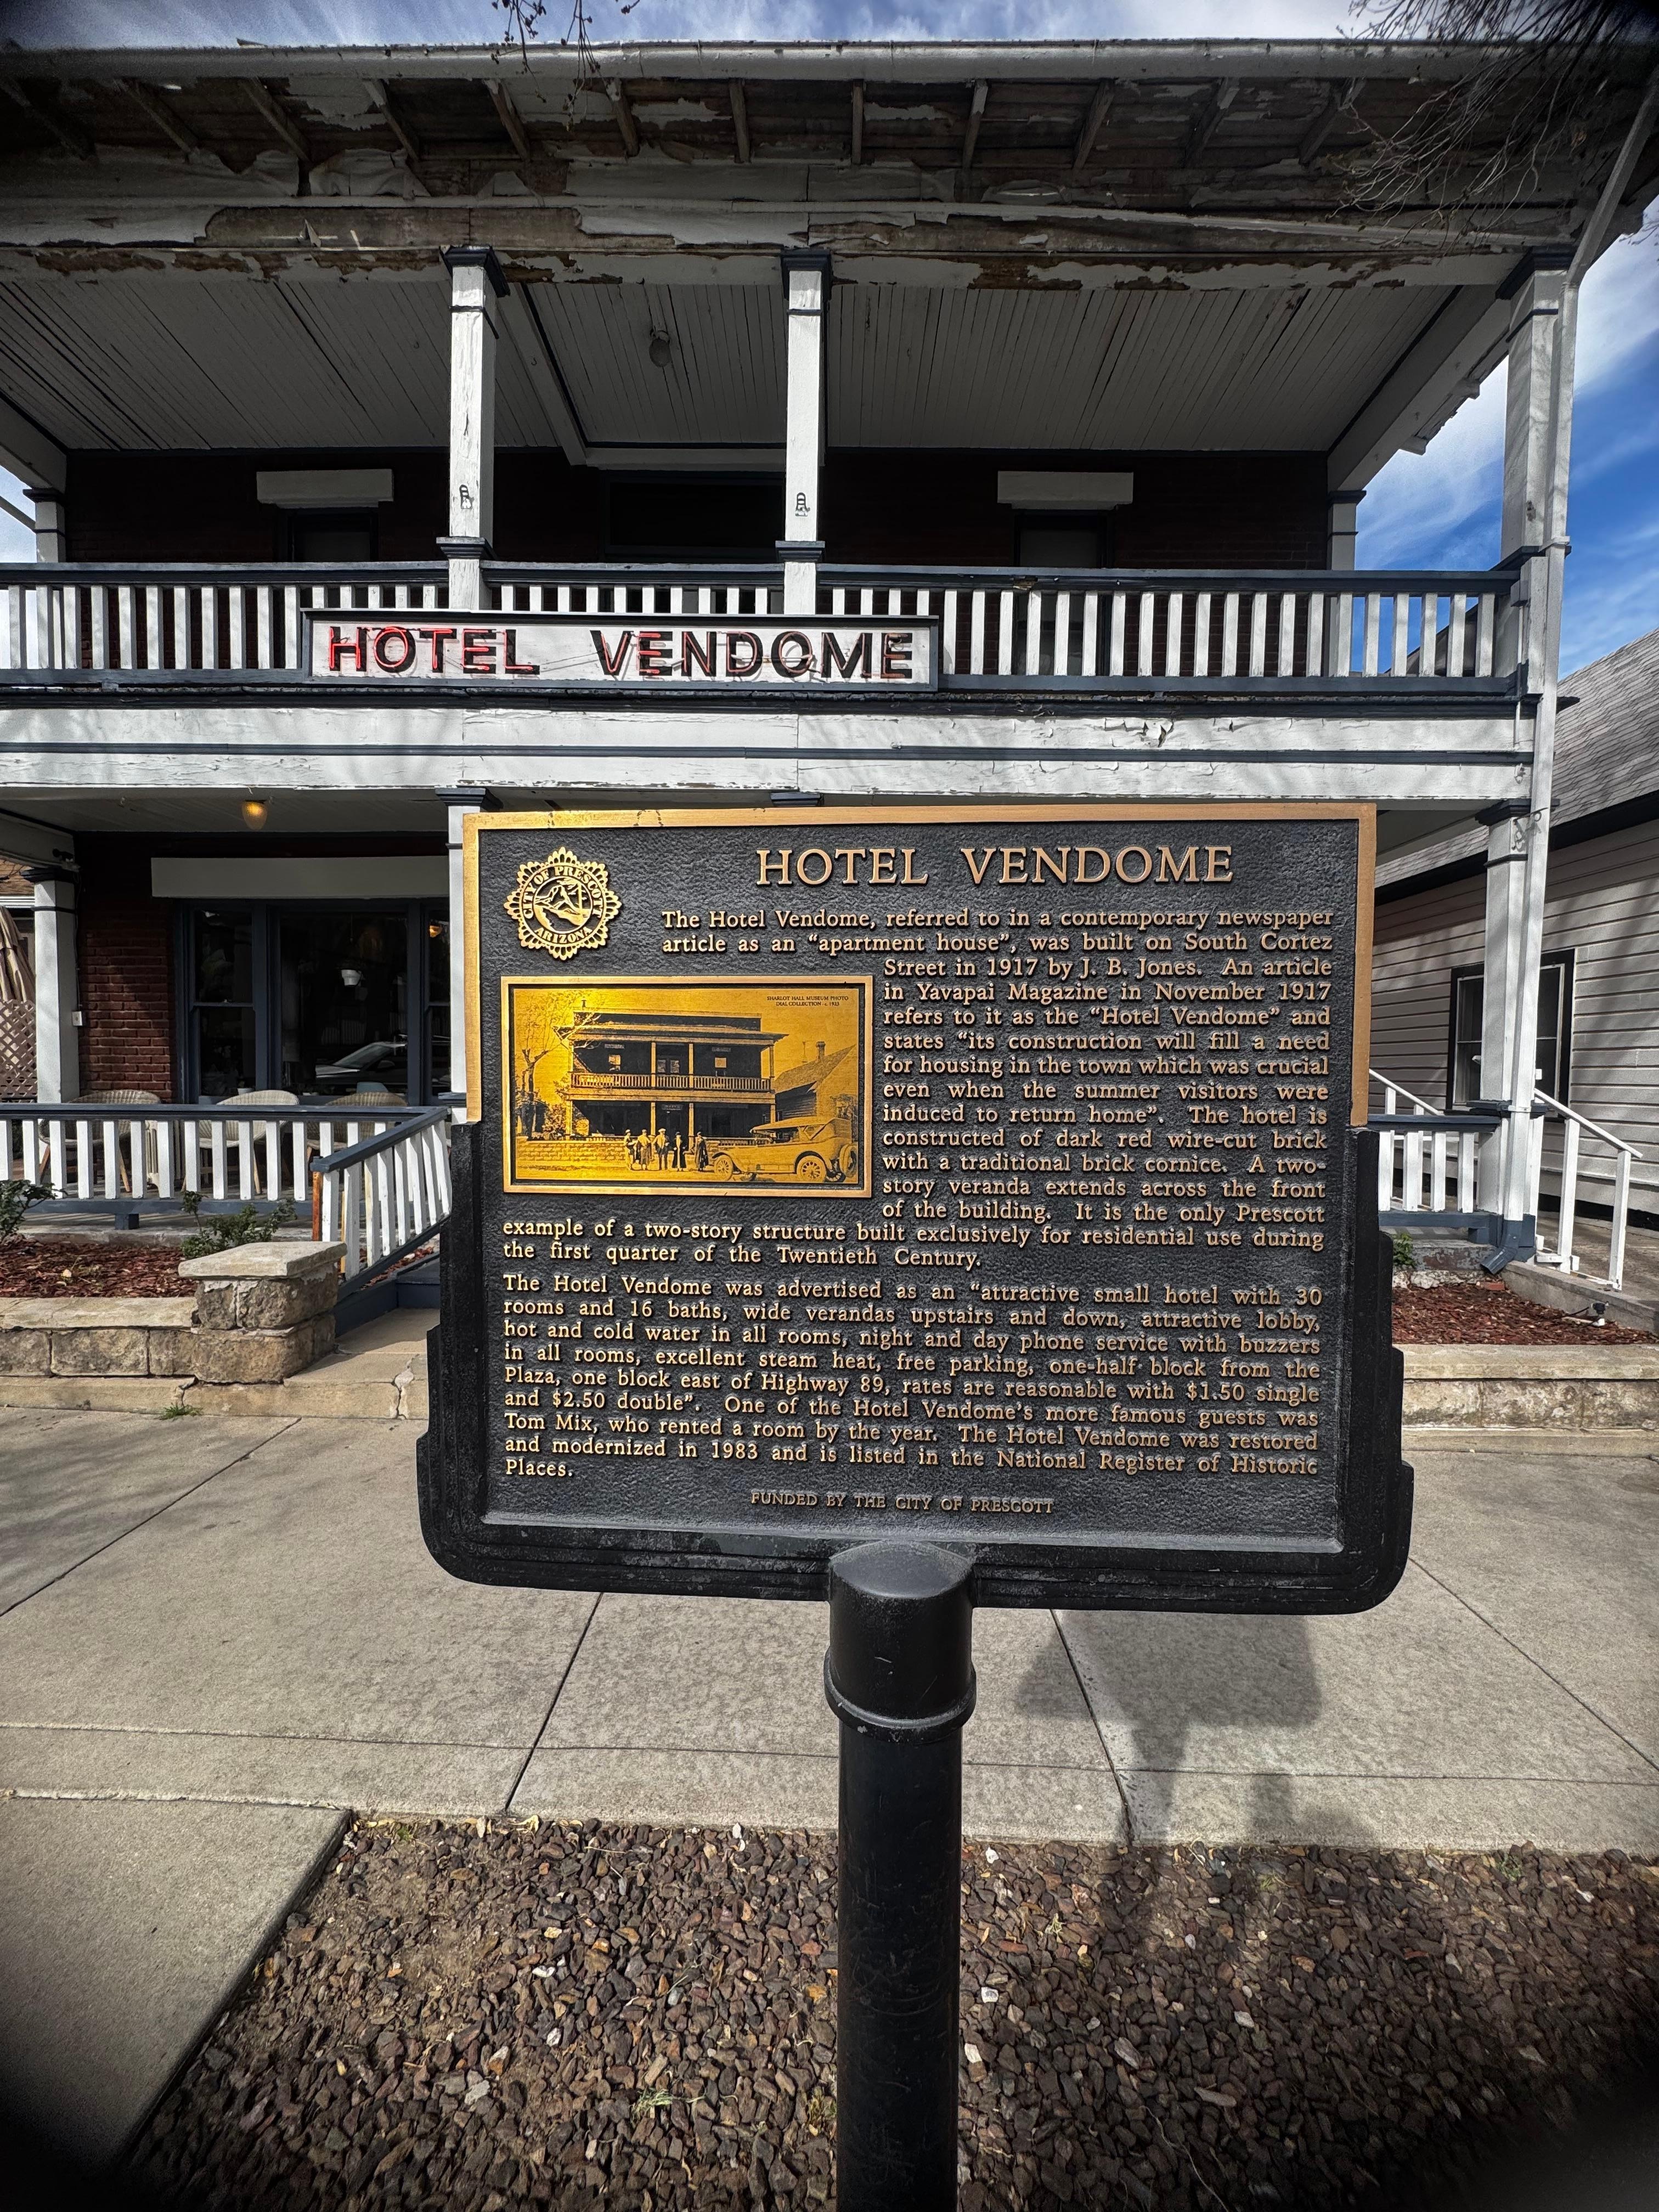 HOTEL VENDOME
HOTEL VENDOME
CITY OF PRESCOTT
ARIZONA
The Hotel Vendome, referred to in a contemporary newspaper
article as an “apartment house”, was built on South Cortez
Street in 1917 by J. B. Jones. An article
in Yavapai Magazine in November 1917
refers to it as the “Hotel Vendome” and
states “its construction will fill a need
for housing in the town which was crucial
even when the summer visitors were
induced to return home”. The hotel is
constructed of dark red wire-cut brick
with a traditional brick cornice. A two-
story veranda extends across the front
of the building. It is the only Prescott
SHARLOT HALL MUSEUM PHOTO
DIAL COLLECTION
example of a two-story structure built exclusively for residential use during
the first quarter of the Twentieth Century.
The Hotel Vendome was advertised as an “attractive small hotel with 30
rooms and 16 baths, wide verandas upstairs and down, attractive lobby,
hot and cold water in all rooms, night and day phone service with buzzers
in all rooms, excellent steam heat, free parking, one-half block from the
Plaza, one block east of Highway 89, rates are reasonable with $1.50 single
and $2.50 double”. One of the Hotel Vendome’s more famous guests was
Tom Mix, who rented a room by the year. The Hotel Vendome was restored
and modernized in 1983 and is listed in the National Register of Historic
Places.
FUNDED BY THE CITY OF PRESCOTT